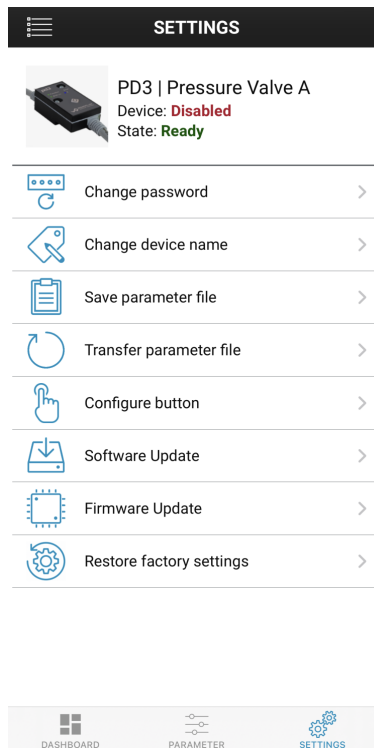 SETTINGS
PD3 | Pressure Valve A
Device: Disabled
State: Ready
Change password
Change device name
Save parameter file
Transfer parameter file
Configure button
Software Update
Firmware Update
Restore factory settings
DASHBOARD PARAMETER SETTINGS